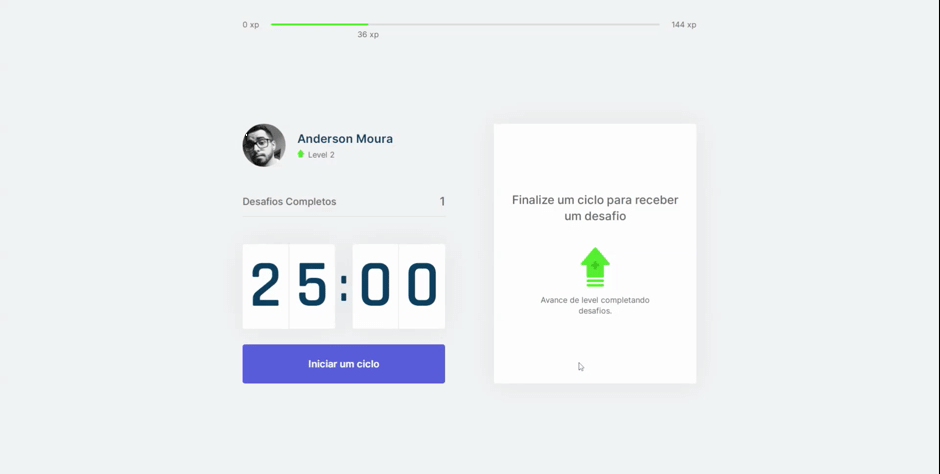 0 xp
144 xp
36 xp
Anderson Moura
Level 2
Desafios Completos
1
25:00
Iniciar um ciclo
Finalize um ciclo para receber
um desafio
Avance de level completando
desafios.